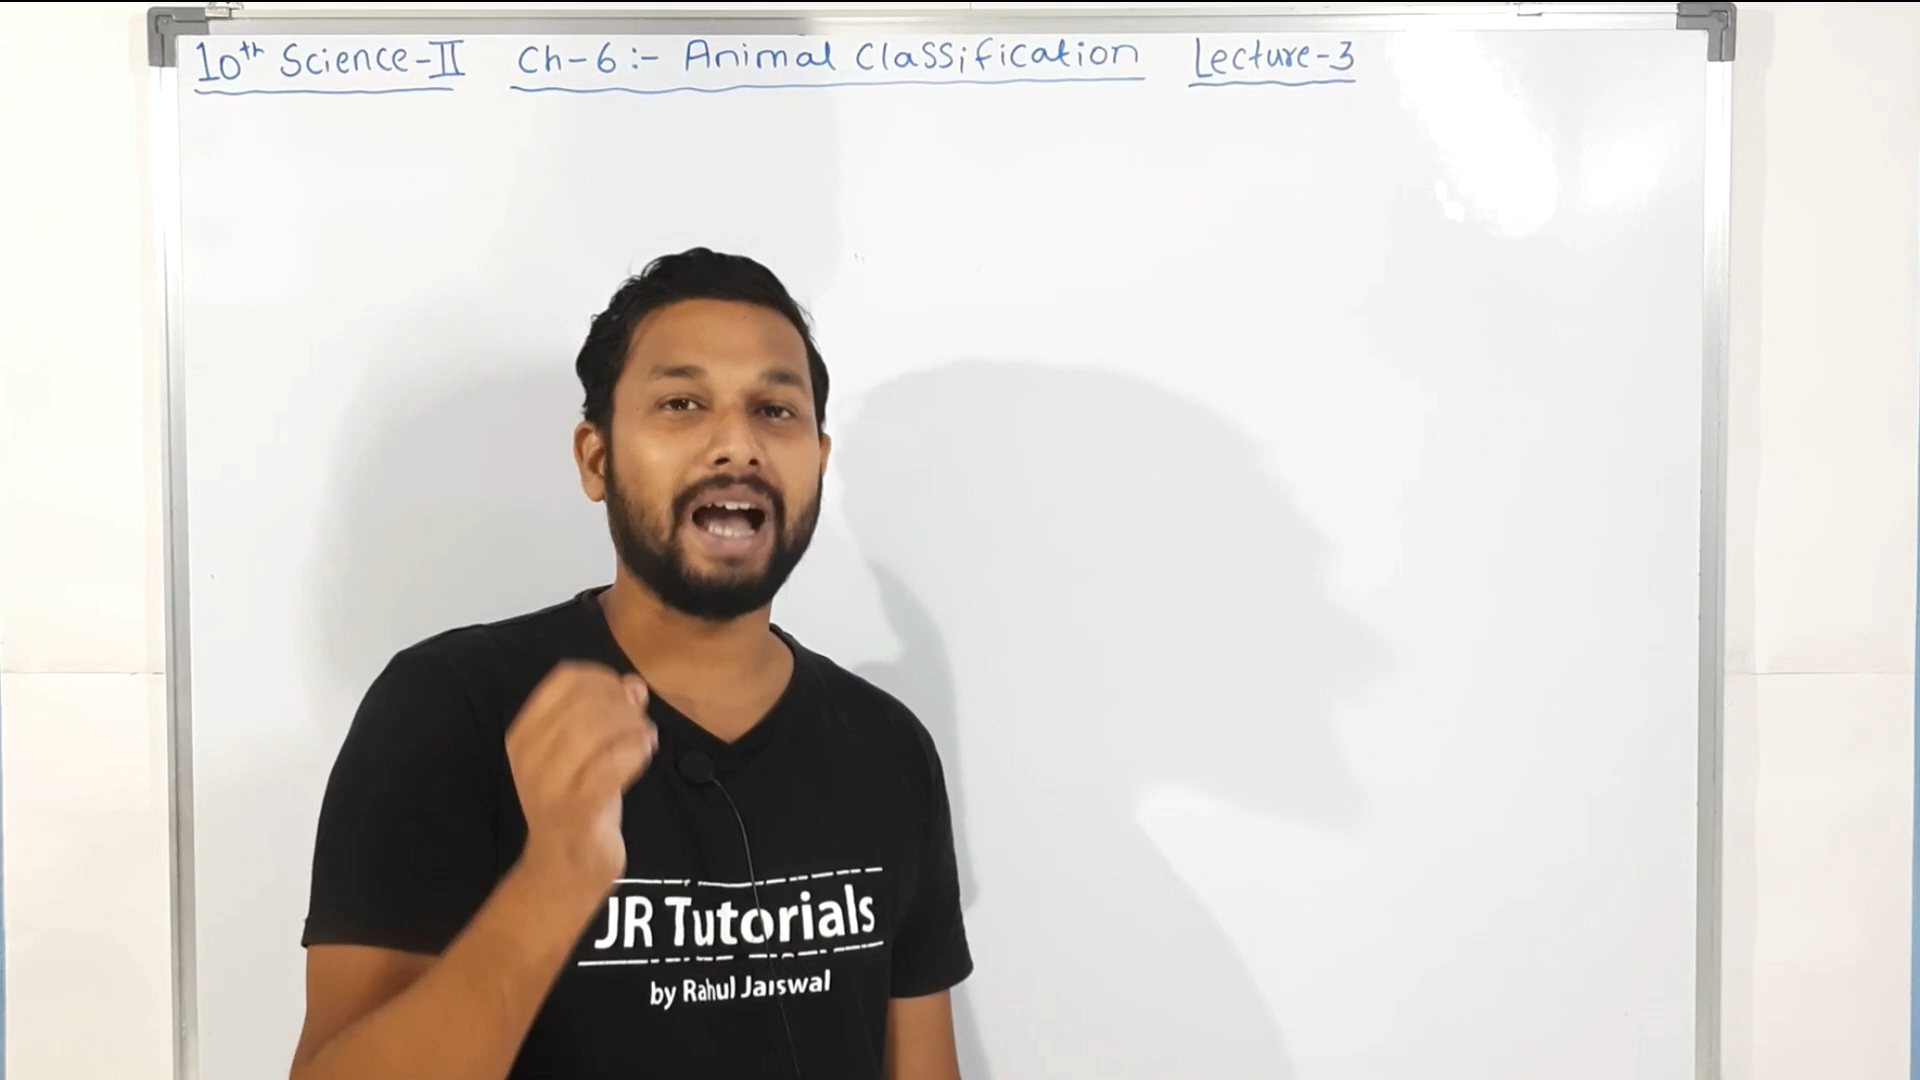 10th Science-II Ch-6:- Animal Classification Lecture-3
JR Tutorials
by Rahul Jaiswal